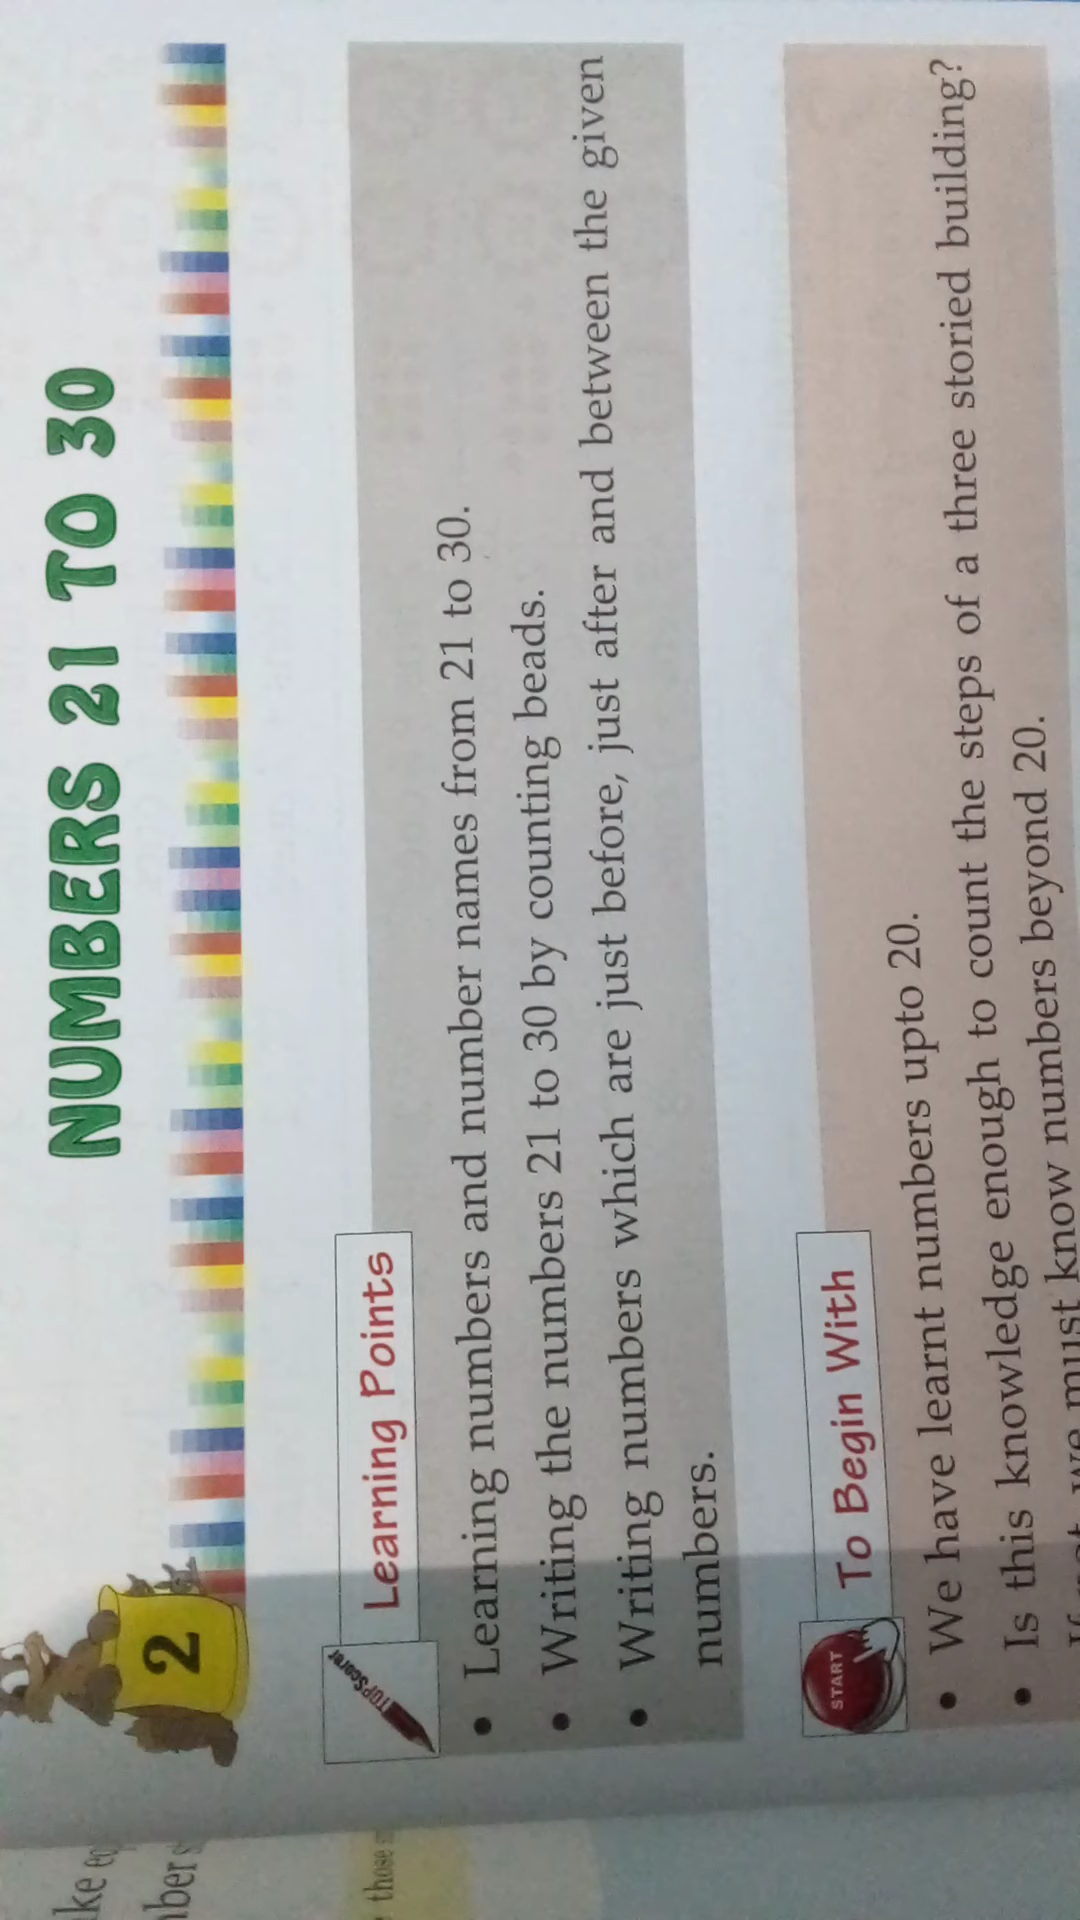 2
NUMBERS 21 TO 30
TOPScorer
Learning Points
• Learning numbers and number names from 21 to 30.
• Writing the numbers 21 to 30 by counting beads.
• Writing numbers which are just before, just after and between the given
numbers.
START
To Begin With
• We have learnt numbers upto 20.
• Is this knowledge enough to count the steps of a three storied building?
must know numbers beyond 20.
those